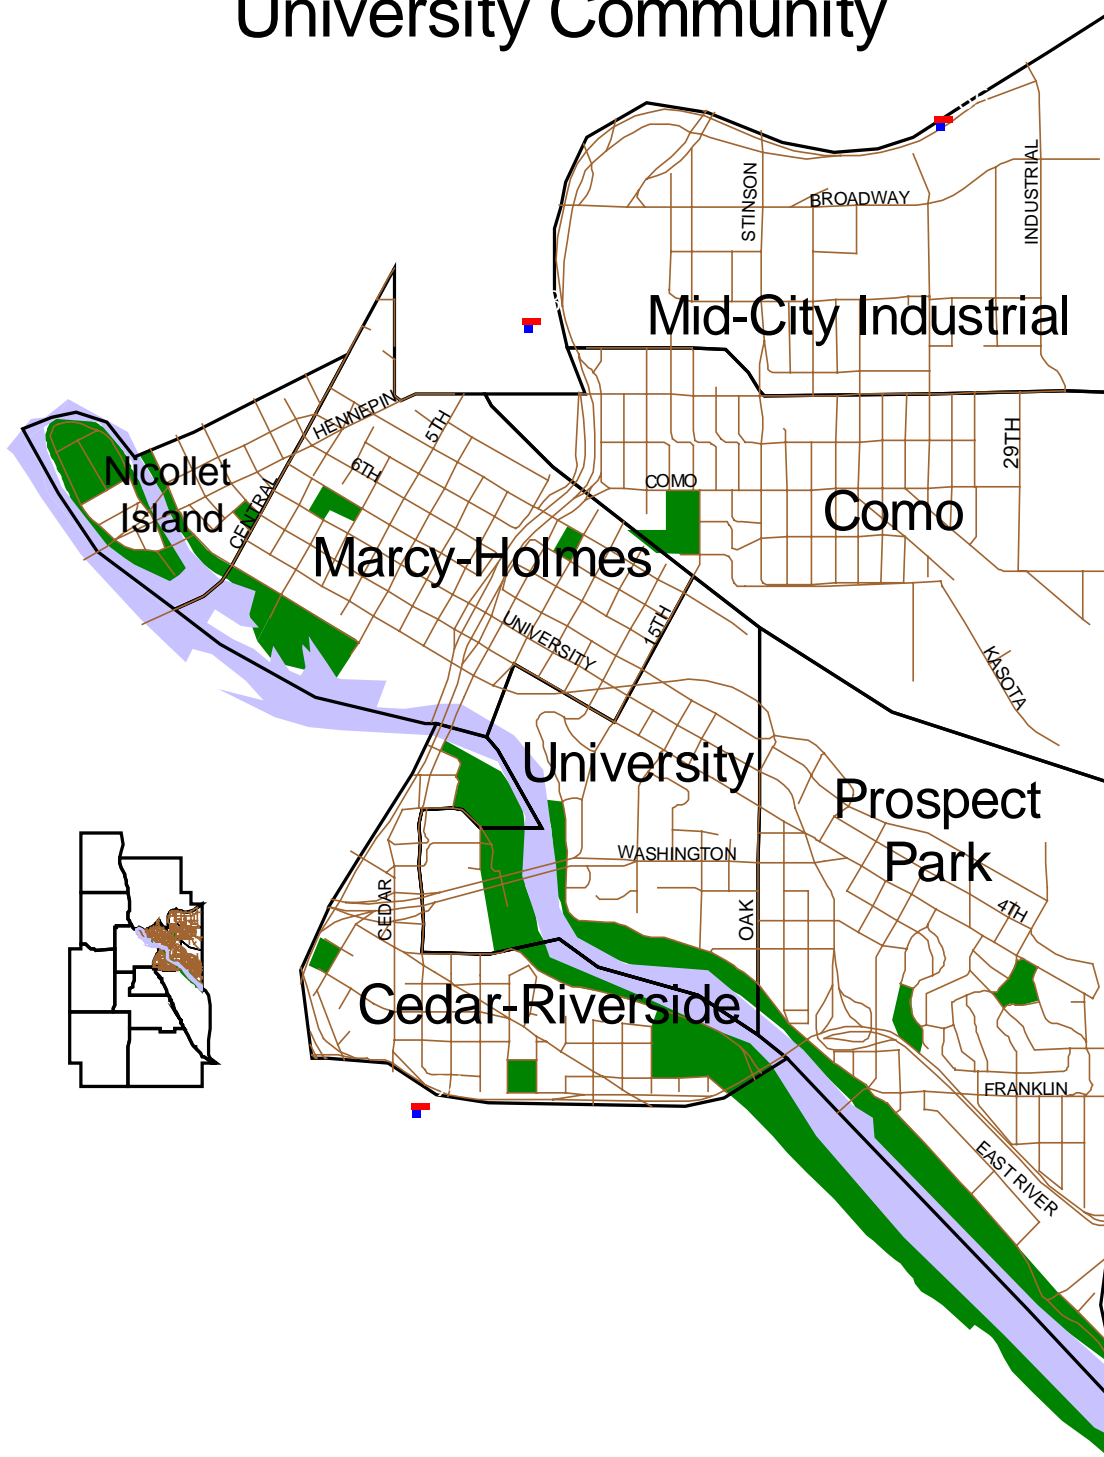 University Community
STINSON
BROADWAY
INDUSTRIAL
Mid-City Industrial
HENNEPIN
5TH
29TH
6TH
Nicollet
Island
CENTRAL
COMO
Como
Marcy-Holmes
UNIVERSITY
15TH
KASOTA
University
Prospect
Park
WASHINGTON
CEDAR
OAK
4TH
Cedar-Riverside
FRANKLIN
EAST RIVER